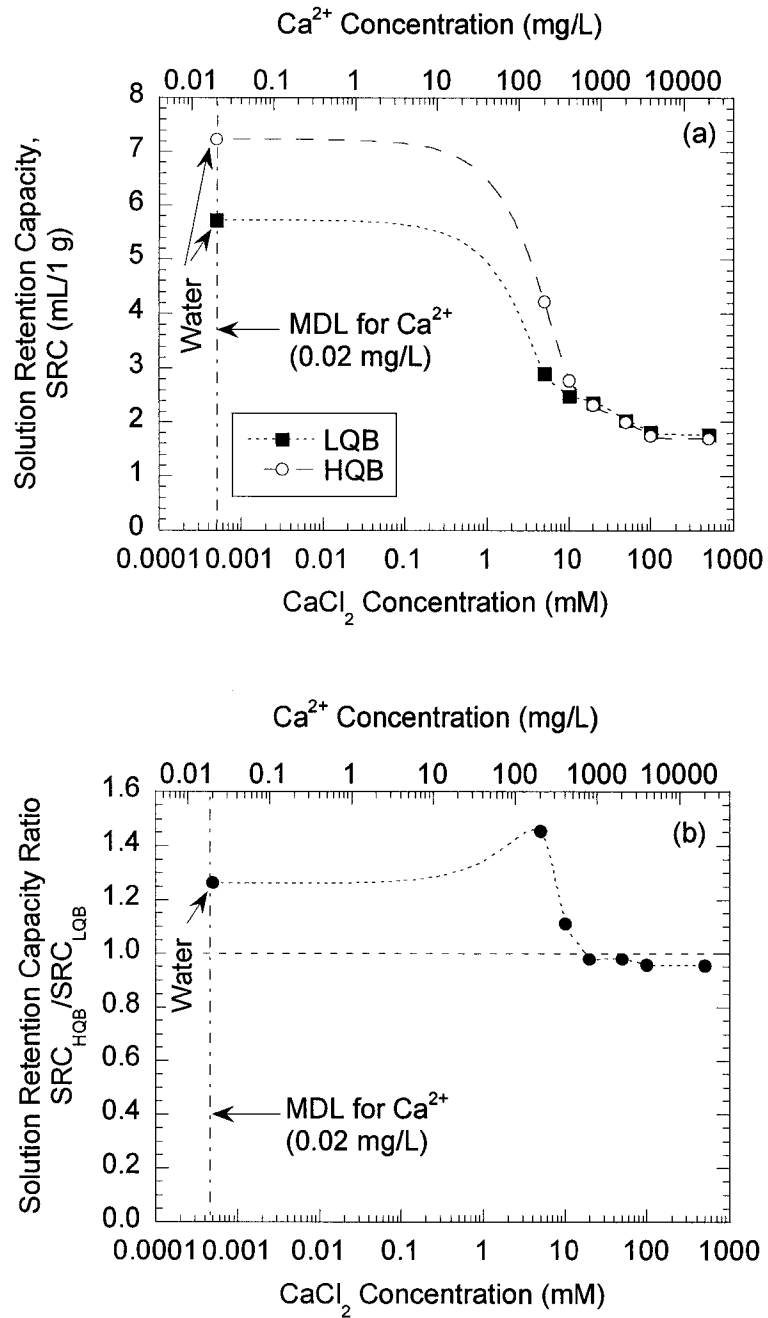 Ca²⁺ Concentration (mg/L)
0.01 0.1 1 10 100 1000 10000
(a)
Solution Retention Capacity,
SRC (mL/1 g)
8
7
6
5
4
3
2
1
0
Water
MDL for Ca²⁺
(0.02 mg/L)
LQB
HQB
0.0001 0.001 0.01 0.1 1 10 100 1000
CaCl₂ Concentration (mM)
Ca²⁺ Concentration (mg/L)
0.01 0.1 1 10 100 1000 10000
(b)
Solution Retention Capacity Ratio
SRC_HQB/SRC_LQB
1.6
1.4
1.2
1.0
0.8
0.6
0.4
0.2
0.0
Water
MDL for Ca²⁺
(0.02 mg/L)
0.0001 0.001 0.01 0.1 1 10 100 1000
CaCl₂ Concentration (mM)